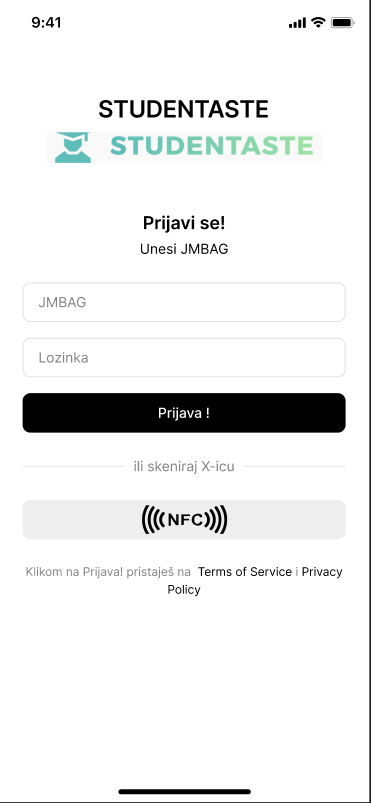 9:41
STUDENTASTE
STUDENTASTE
Prijavi se!
Unesi JMBAG
JMBAG
Lozinka
Prijava !
ili skeniraj X-icu
NFC
Klikom na Prijava! pristaješ na Terms of Service i Privacy
Policy